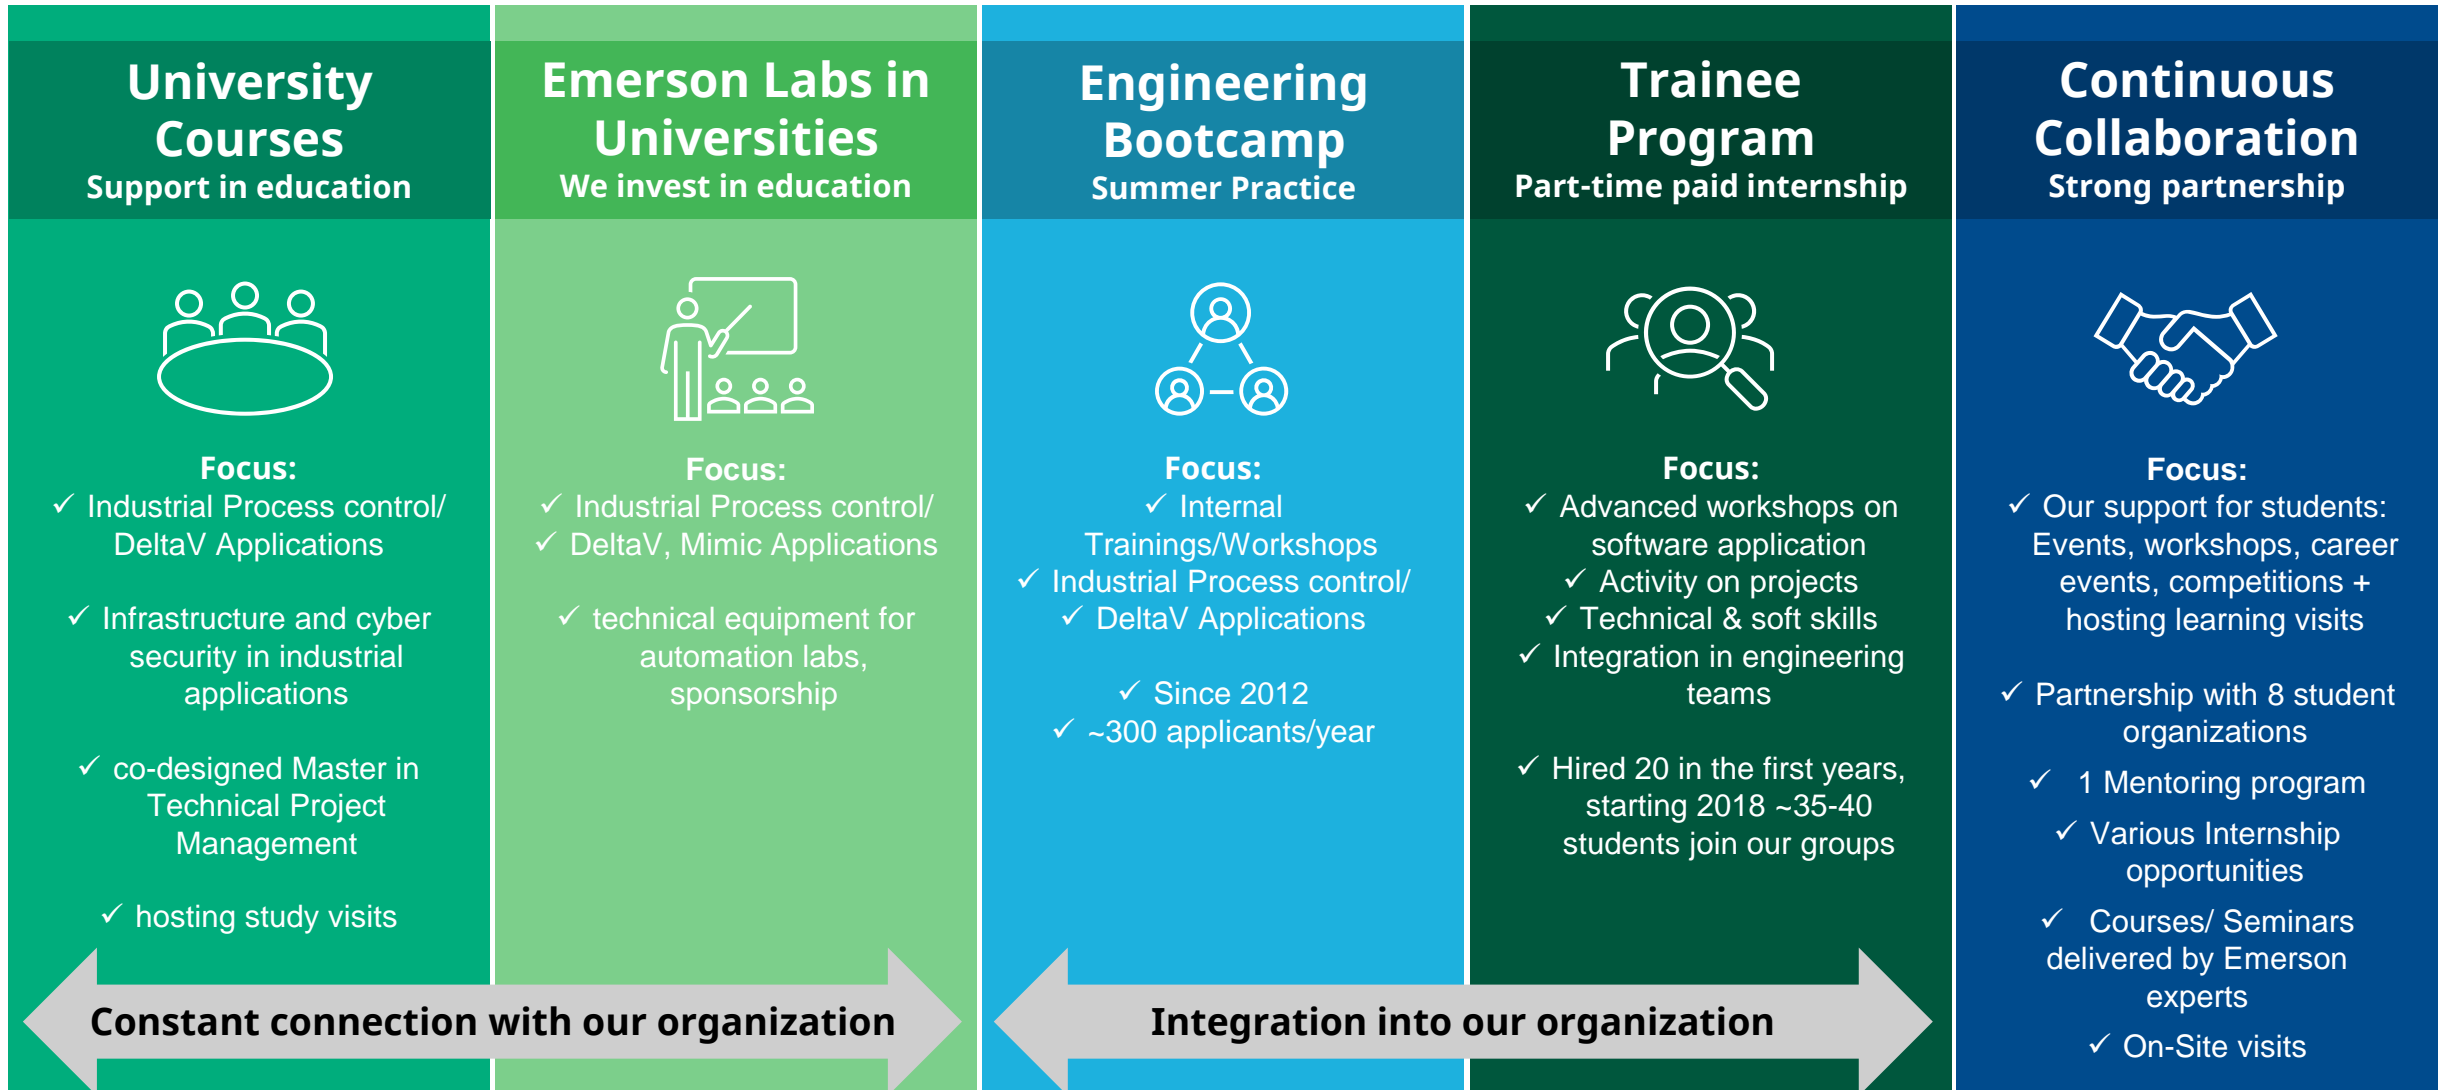 University
Courses
Support in education
Focus:
✓ Industrial Process control/
DeltaV Applications
✓ Infrastructure and cyber
security in industrial
applications
✓ co-designed Master in
Technical Project
Management
✓ hosting study visits
Emerson Labs in
Universities
We invest in education
Focus:
✓ Industrial Process control/
✓ DeltaV, Mimic Applications
✓ technical equipment for
automation labs,
sponsorship
Constant connection with our organization
Engineering
Bootcamp
Summer Practice
Focus:
✓ Internal
Trainings/Workshops
✓ Industrial Process control/
✓ DeltaV Applications
✓ Since 2012
✓ ~300 applicants/year
Trainee
Program
Part-time paid internship
Focus:
✓ Advanced workshops on
software application
✓ Activity on projects
✓ Technical & soft skills
✓ Integration in engineering
teams
✓ Hired 20 in the first years,
starting 2018 ~35-40
students join our groups
Integration into our organization
Continuous
Collaboration
Strong partnership
Focus:
✓ Our support for students:
Events, workshops, career
events, competitions +
hosting learning visits
✓ Partnership with 8 student
organizations
✓ 1 Mentoring program
✓ Various Internship
opportunities
✓ Courses/ Seminars
delivered by Emerson
experts
✓ On-Site visits